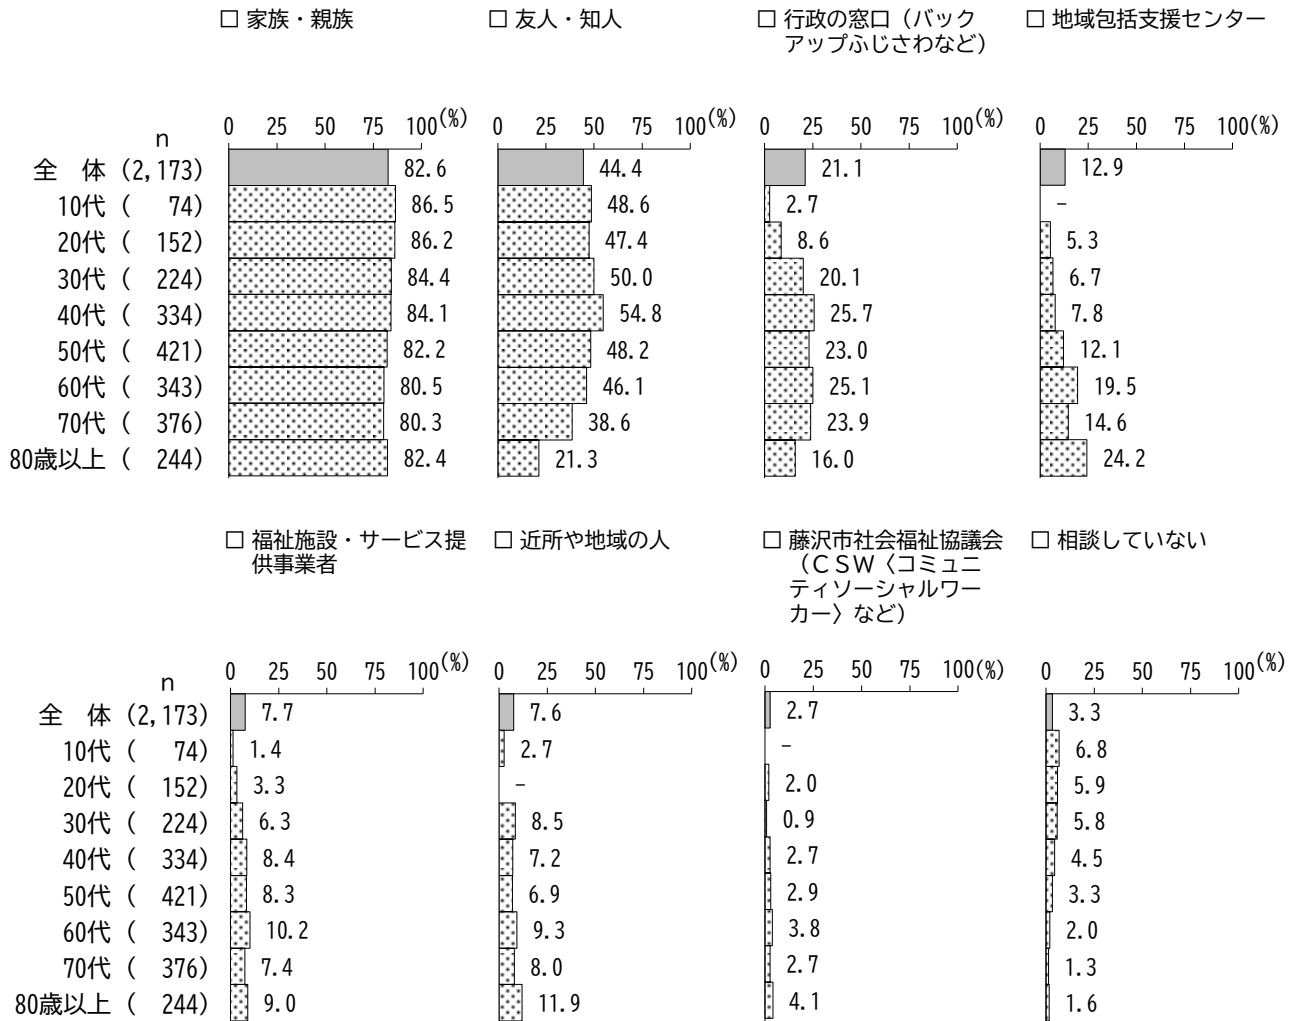 □ 家族・親族 □ 友人・知人 □ 行政の窓口（バック □ 地域包括支援センター
アップふじさわなど）
n 0 25 50 75 100(%) 0 25 50 75 100(%) 0 25 50 75 100(%) 0 25 50 75 100(%)
全　体 (2,173) 82.6 44.4 21.1 12.9
10代 ( 74) 86.5 48.6 2.7 –
20代 ( 152) 86.2 47.4 8.6 5.3
30代 ( 224) 84.4 50.0 20.1 6.7
40代 ( 334) 84.1 54.8 25.7 7.8
50代 ( 421) 82.2 48.2 23.0 12.1
60代 ( 343) 80.5 46.1 25.1 19.5
70代 ( 376) 80.3 38.6 23.9 14.6
80歳以上 ( 244) 82.4 21.3 16.0 24.2
□ 福祉施設・サービス提 □ 近所や地域の人 □ 藤沢市社会福祉協議会 □ 相談していない
供事業者 （ＣＳＷ〈コミュニ
ティソーシャルワー
カー〉など）
n 0 25 50 75 100(%) 0 25 50 75 100(%) 0 25 50 75 100(%) 0 25 50 75 100(%)
全　体 (2,173) 7.7 7.6 2.7 3.3
10代 ( 74) 1.4 2.7 – 6.8
20代 ( 152) 3.3 – 2.0 5.9
30代 ( 224) 6.3 8.5 0.9 5.8
40代 ( 334) 8.4 7.2 2.7 4.5
50代 ( 421) 8.3 6.9 2.9 3.3
60代 ( 343) 10.2 9.3 3.8 2.0
70代 ( 376) 7.4 8.0 2.7 1.3
80歳以上 ( 244) 9.0 11.9 4.1 1.6